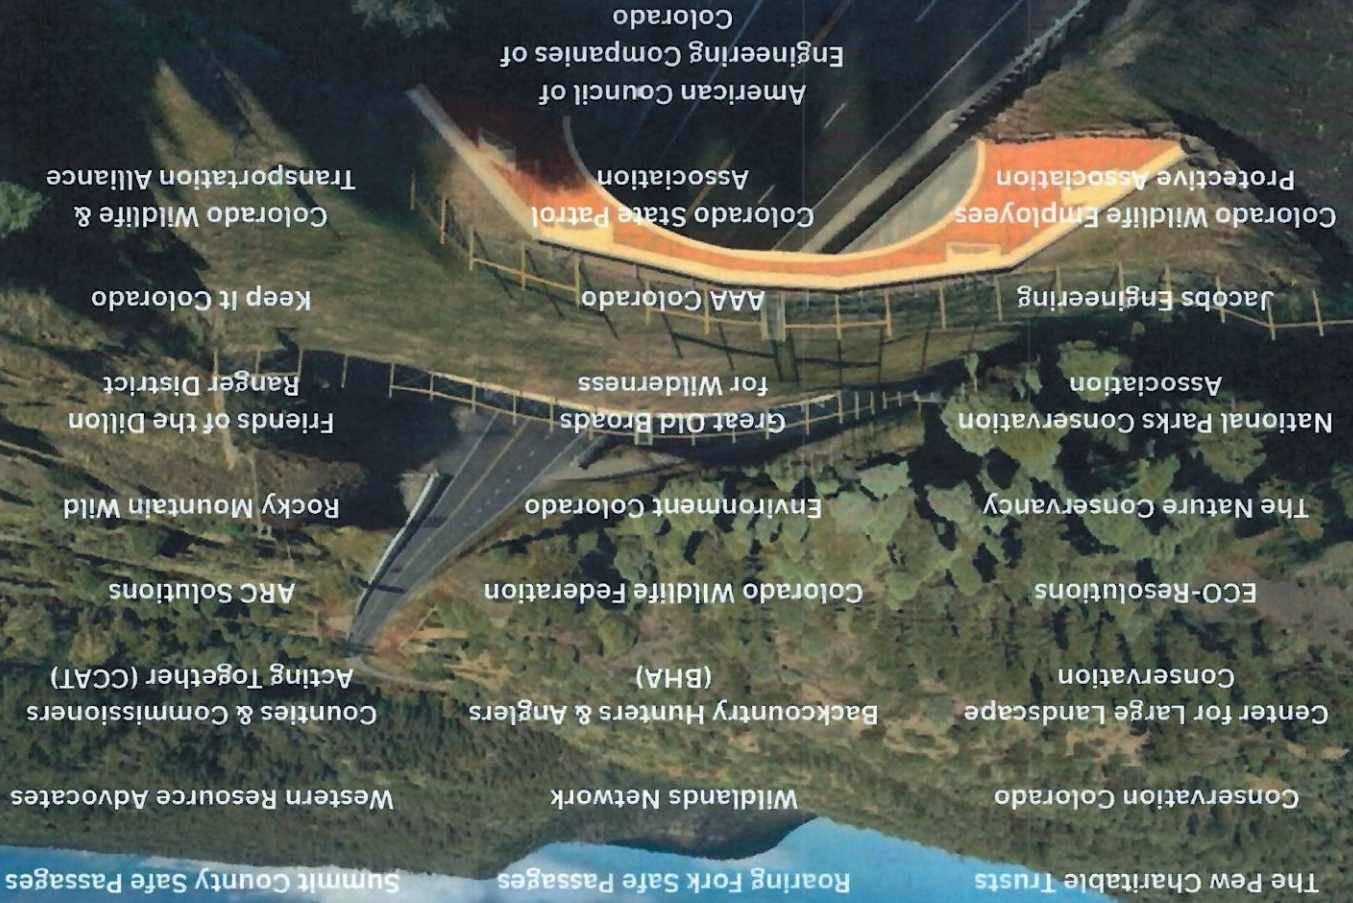 The Pew Charitable Trusts
Roaring Fork Safe Passages
Summit County Safe Passages
Conservation Colorado
Wildlands Network
Western Resource Advocates
Center for Large Landscape
Conservation
Backcountry Hunters & Anglers
(BHA)
Counties & Commissioners
Acting Together (CCAT)
ECO-Resolutions
Colorado Wildlife Federation
ARC Solutions
The Nature Conservancy
Environment Colorado
Rocky Mountain Wild
National Parks Conservation
Association
Great Old Broads
for Wilderness
Friends of the Dillon
Ranger District
Jacobs Engineering
AAA Colorado
Keep It Colorado
Colorado Wildlife Employees
Protective Association
Colorado State Patrol
Association
Colorado Wildlife &
Transportation Alliance
American Council of
Engineering Companies of
Colorado